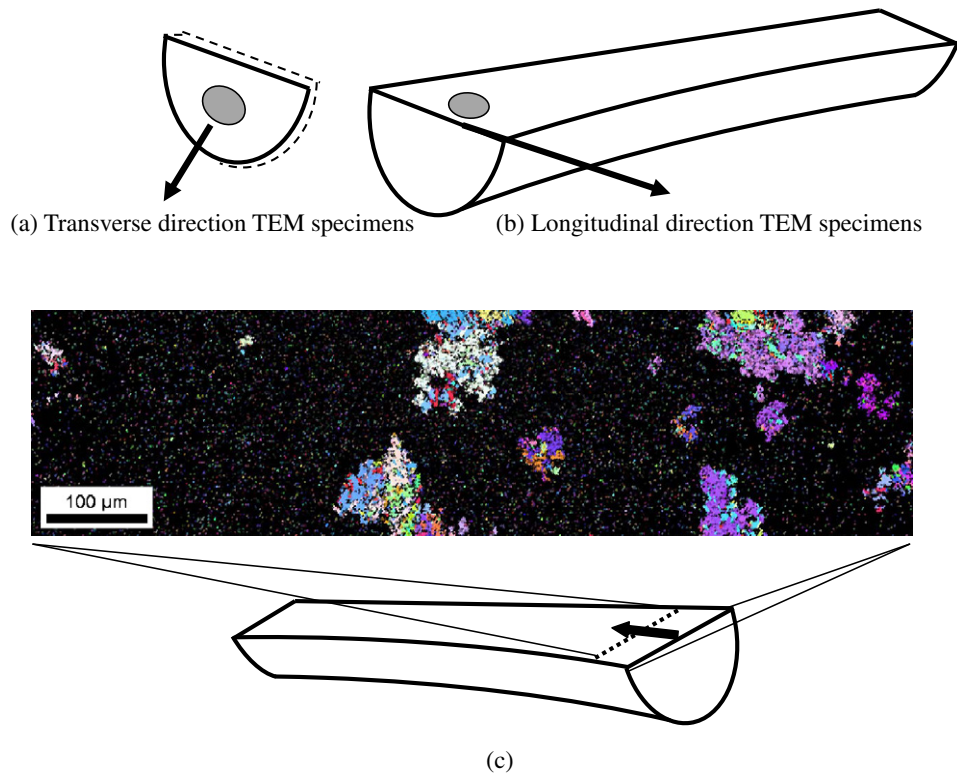 (a) Transverse direction TEM specimens
(b) Longitudinal direction TEM specimens
100 µm
(c)